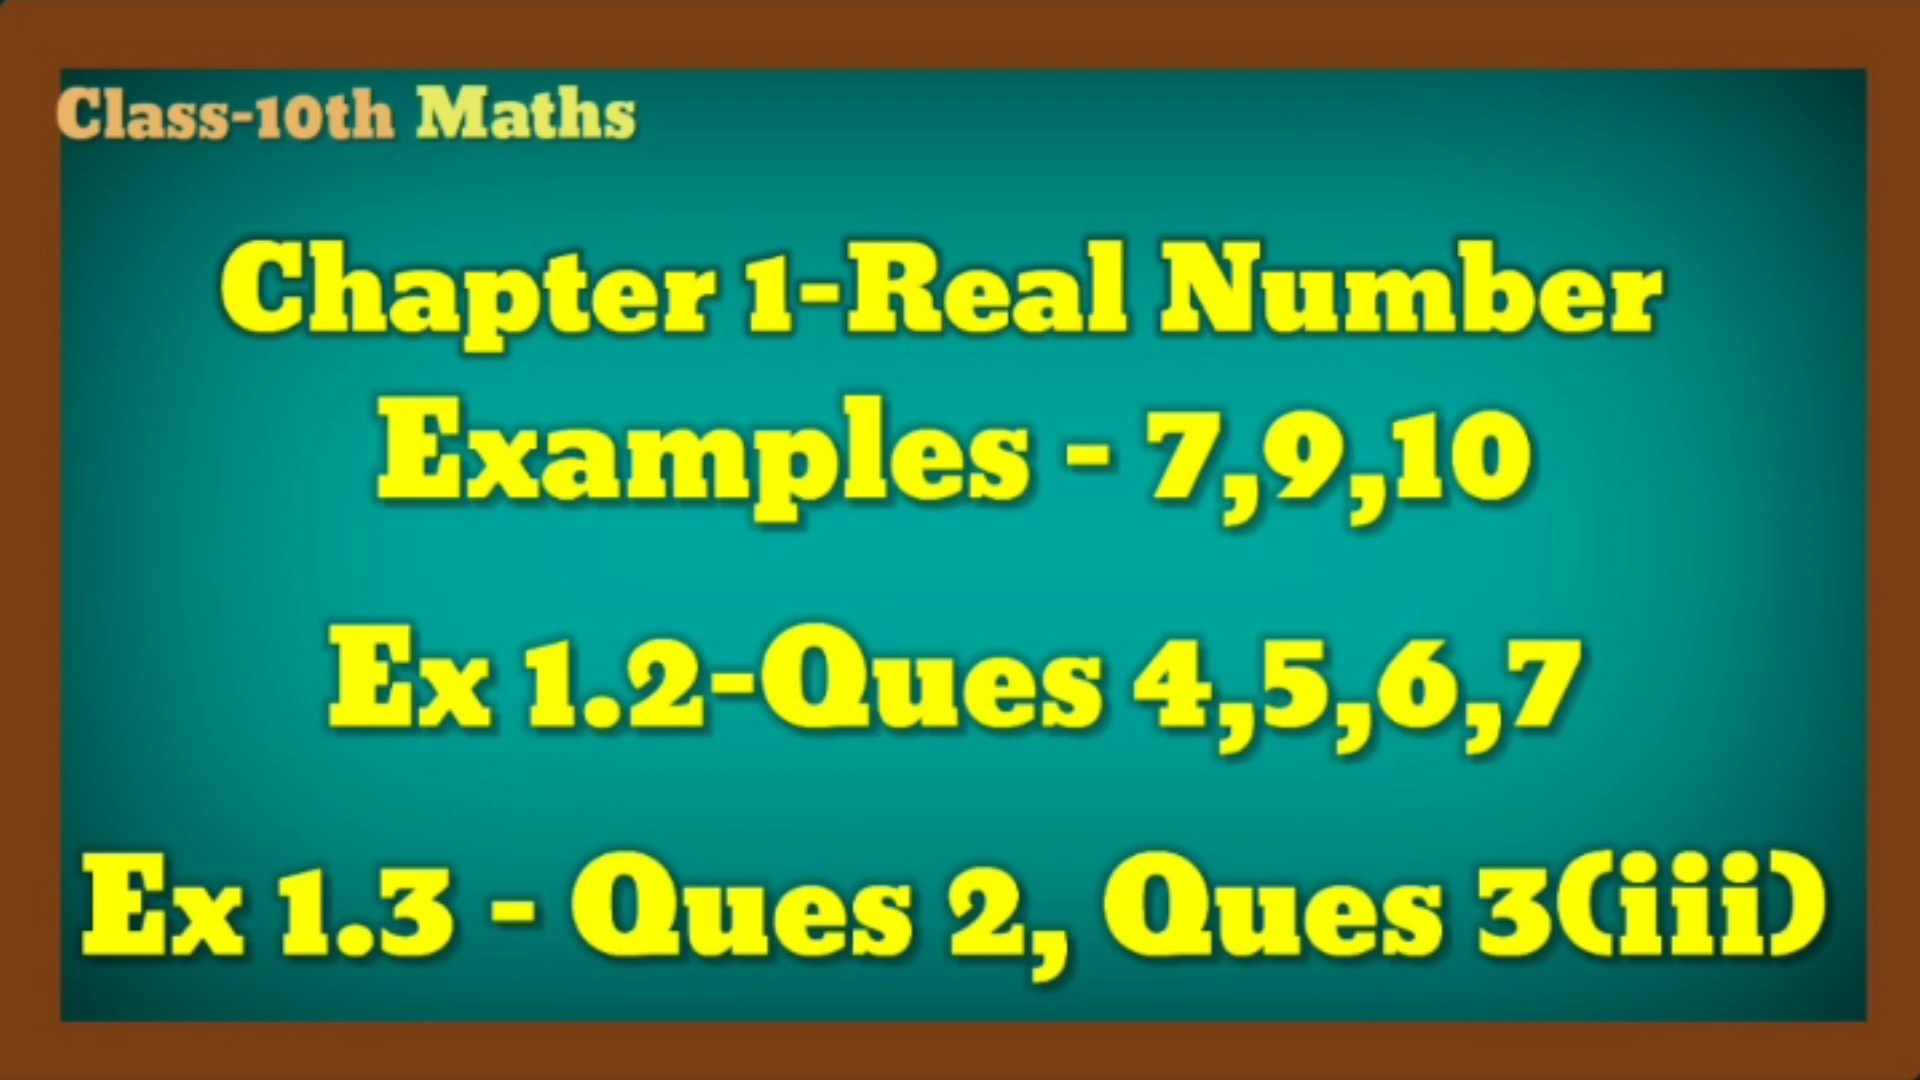 Class-10th Maths
Chapter 1-Real Number
Examples - 7,9,10
Ex 1.2-Ques 4,5,6,7
Ex 1.3 - Ques 2, Ques 3(iii)